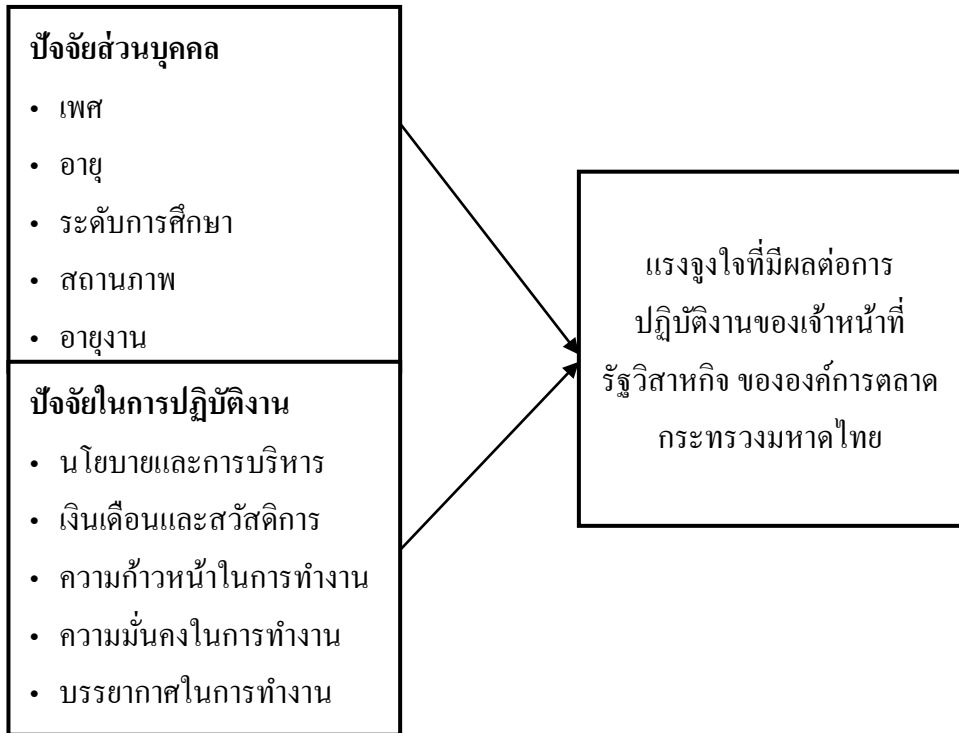 ปัจจัยส่วนบุคคล
• เพศ
• อายุ
• ระดับการศึกษา
• สถานภาพ
• อายุงาน
ปัจจัยในการปฏิบัติงาน
• นโยบายและการบริหาร
• เงินเดือนและสวัสดิการ
• ความก้าวหน้าในการทำงาน
• ความมั่นคงในการทำงาน
• บรรยากาศในการทำงาน
แรงจูงใจที่มีผลต่อการ
ปฏิบัติงานของเจ้าหน้าที่
รัฐวิสาหกิจ ขององค์การตลาด
กระทรวงมหาดไทย